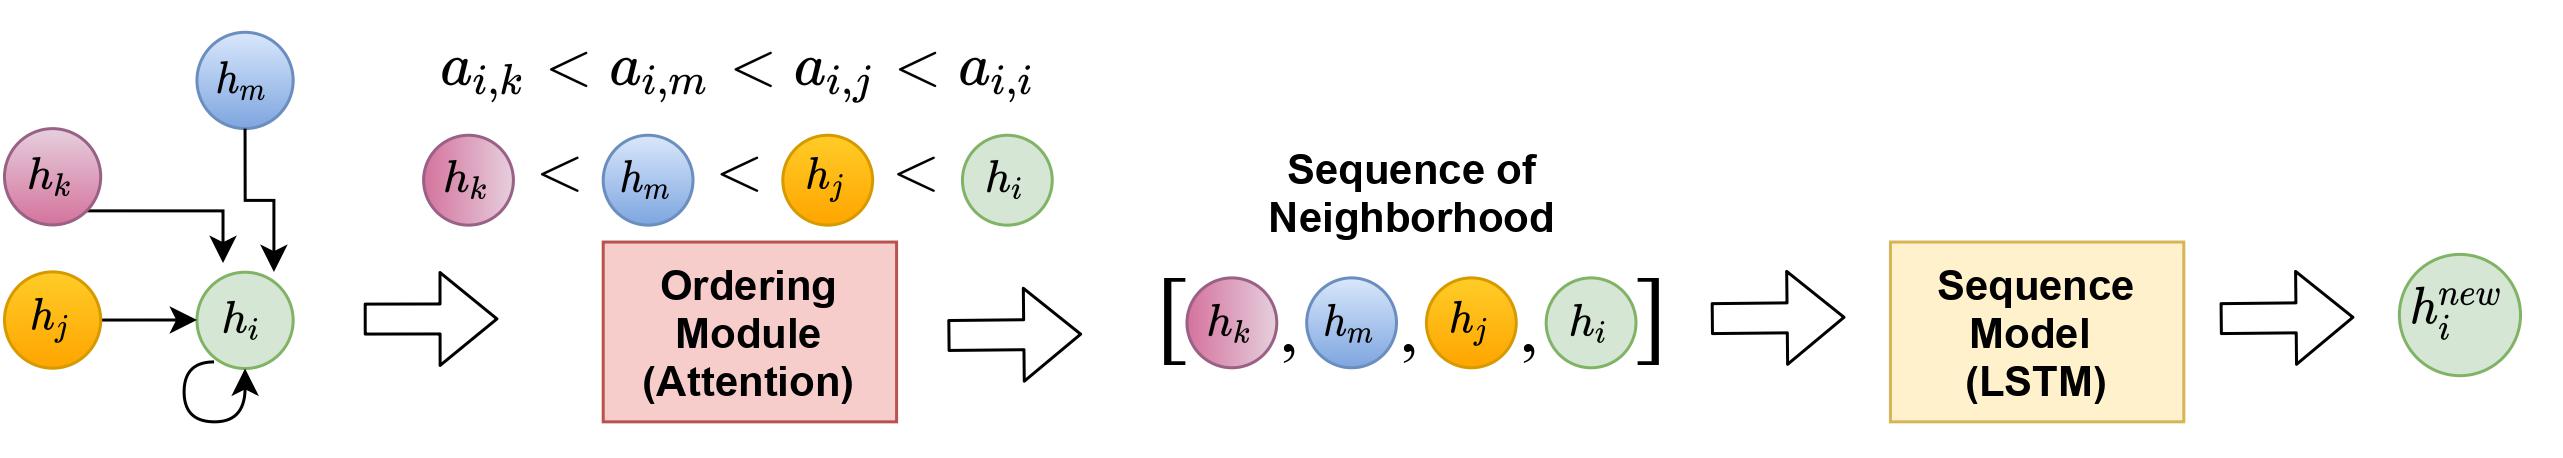 h_m
h_k
h_j
h_i
a_{i,k} < a_{i,m} < a_{i,j} < a_{i,i}
h_k < h_m < h_j < h_i
Ordering
Module
(Attention)
Sequence of
Neighborhood
[h_k, h_m, h_j, h_i]
Sequence
Model
(LSTM)
h_i^{new}